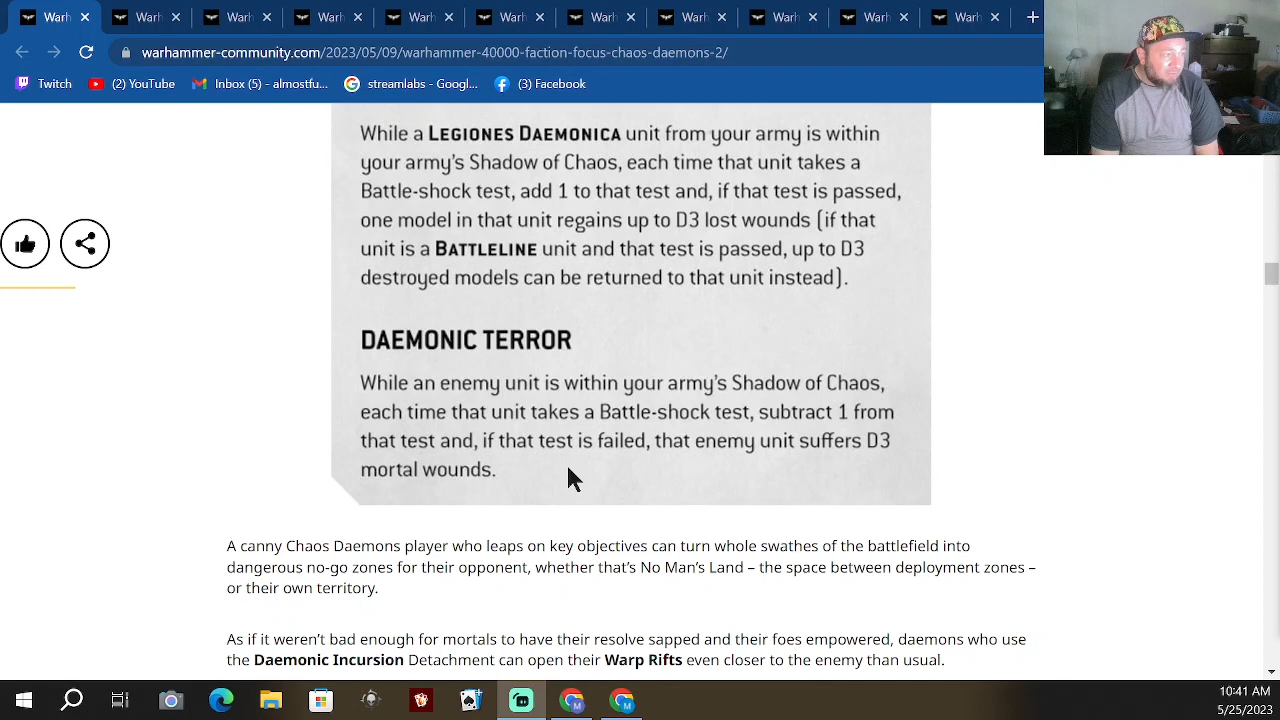 Warh
Warh
Warh
Warh
Warh
Warh
Warh
Warh
Warh
Warh
Warh
warhammer-community.com/2023/05/09/warhammer-40000-faction-focus-chaos-daemons-2/
Twitch
(2) YouTube
Inbox (5) - almostfu...
streamlabs - Googl...
(3) Facebook
While a LEGIONES DAEMONICA unit from your army is within
your army's Shadow of Chaos, each time that unit takes a
Battle-shock test, add 1 to that test and, if that test is passed,
one model in that unit regains up to D3 lost wounds (if that
unit is a BATTLELINE unit and that test is passed, up to D3
destroyed models can be returned to that unit instead).
DAEMONIC TERROR
While an enemy unit is within your army's Shadow of Chaos,
each time that unit takes a Battle-shock test, subtract 1 from
that test and, if that test is failed, that enemy unit suffers D3
mortal wounds.
A canny Chaos Daemons player who leaps on key objectives can turn whole swathes of the battlefield into
dangerous no-go zones for their opponent, whether that's No Man's Land – the space between deployment zones –
or their own territory.
As if it weren't bad enough for mortals to have their resolve sapped and their foes empowered, daemons who use
the Daemonic Incursion Detachment can open their Warp Rifts even closer to the enemy than usual.
10:41 AM
5/25/2023